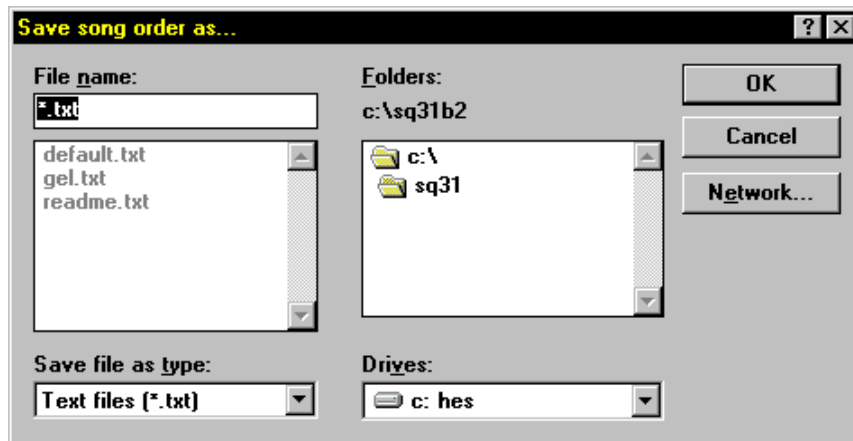 Save song order as...
File name:
*.txt
default.txt
gel.txt
readme.txt
Save file as type:
Text files (*.txt)
Folders:
c:\sq31b2
c:\
sq31
Drives:
c: hes
OK
Cancel
Network...